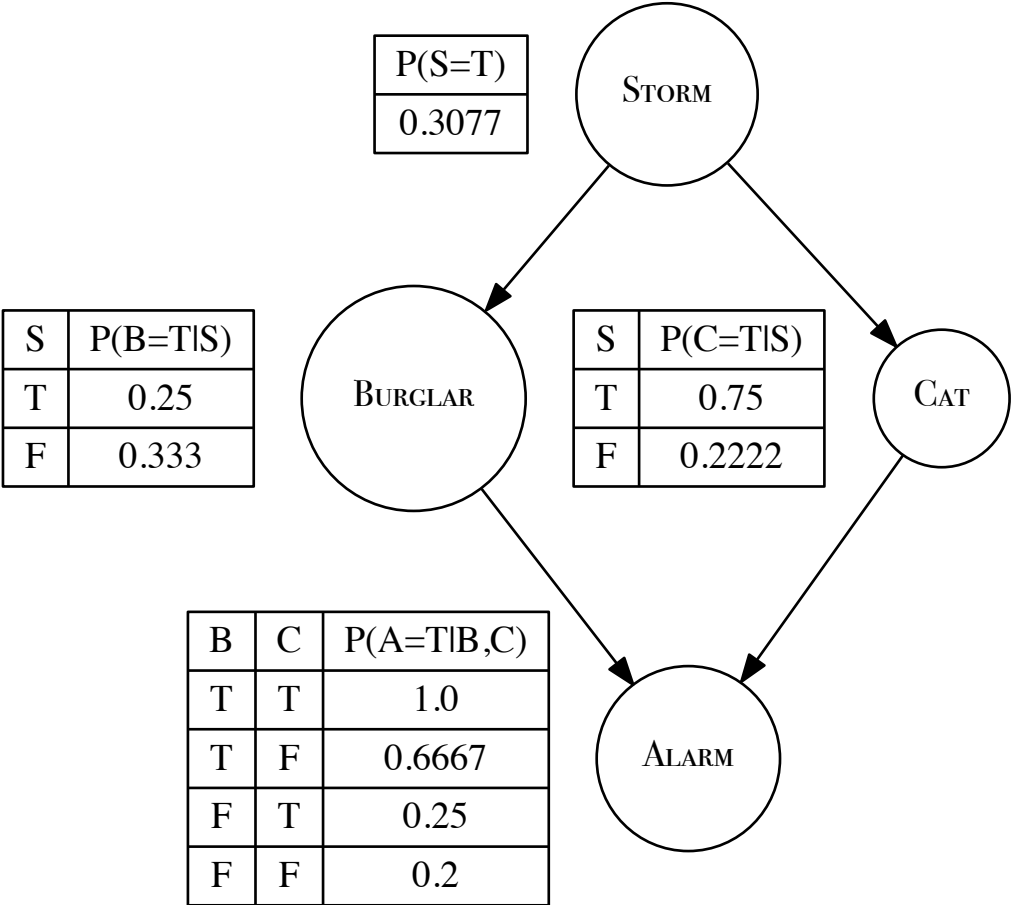 P(S=T)
0.3077
STORM
S P(B=T|S)
T 0.25
F 0.333
BURGLAR
S P(C=T|S)
T 0.75
F 0.2222
CAT
B C P(A=T|B,C)
T T 1.0
T F 0.6667
F T 0.25
F F 0.2
ALARM